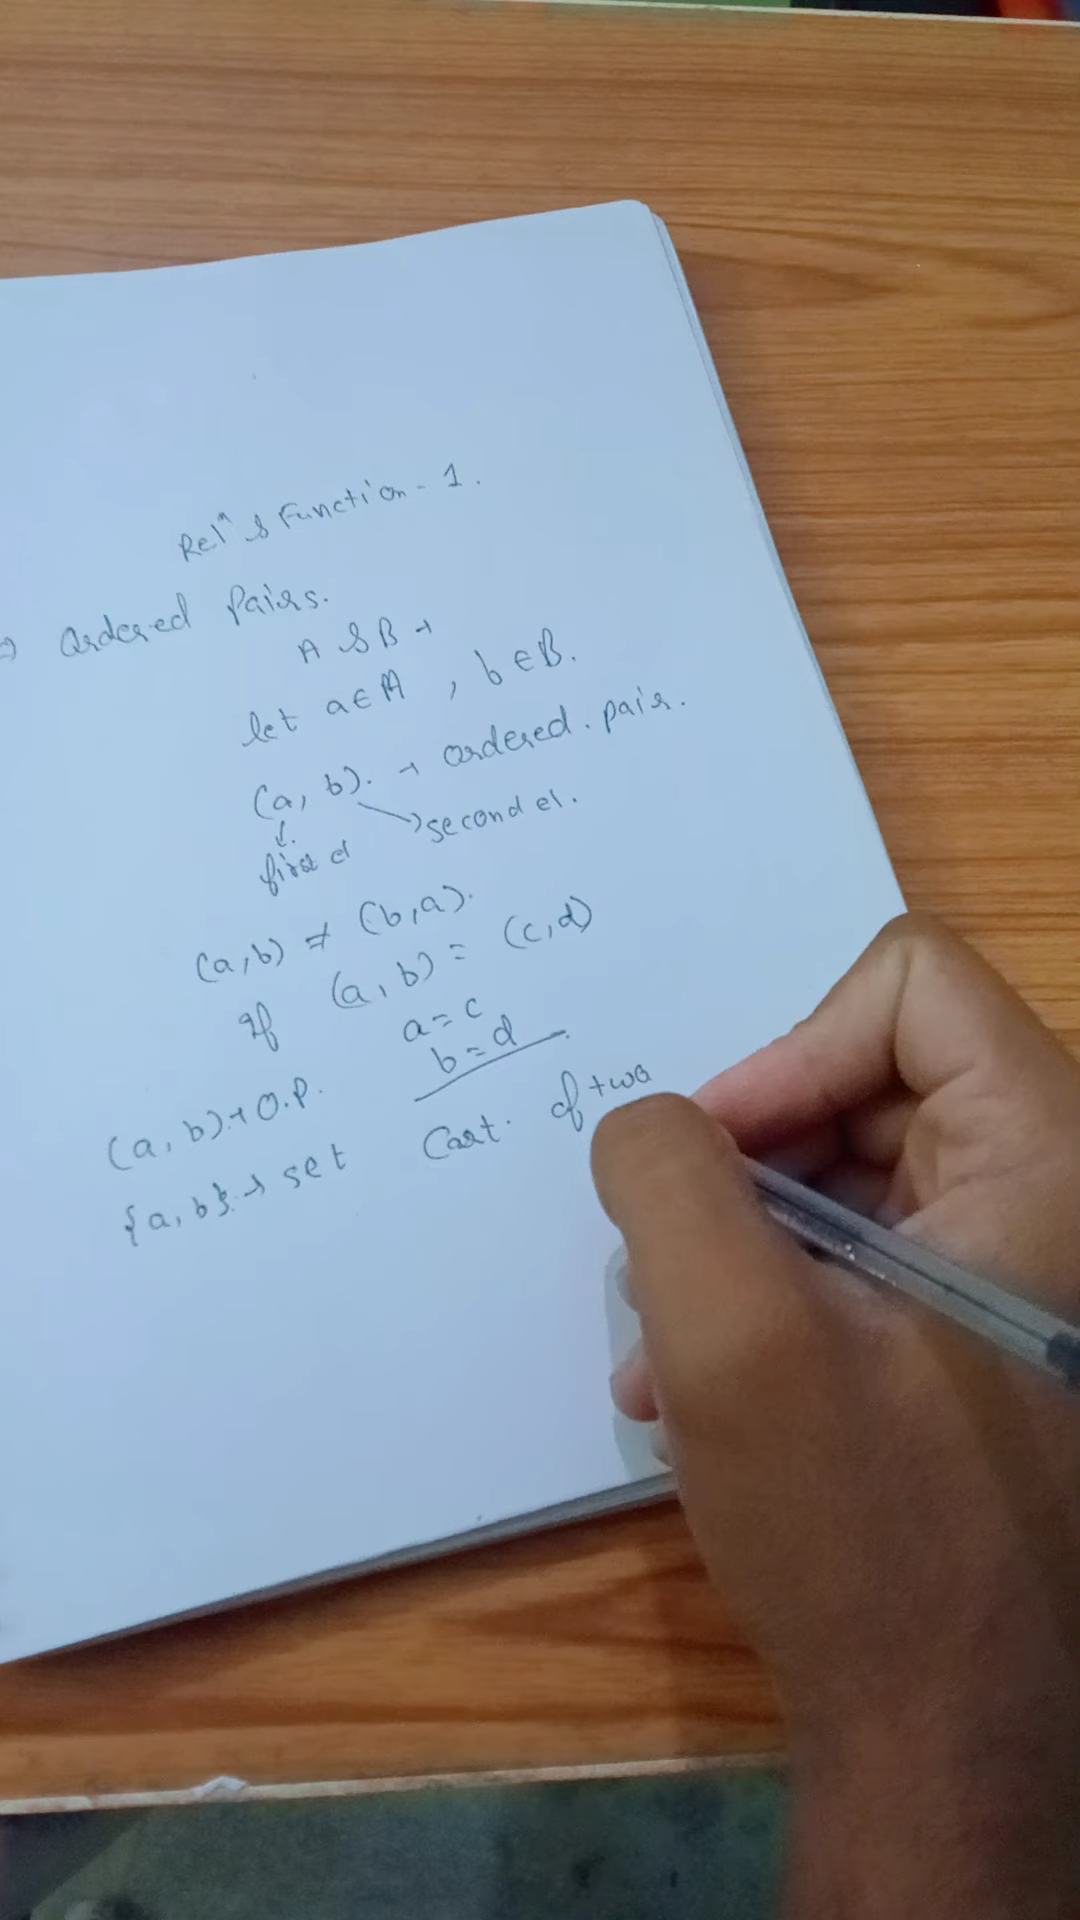 Relⁿ & Function - 1.
⇒ Ordered Pairs.
A & B →
let a ∈ A , b ∈ B.
(a, b). → ordered. pair.
↓. → second el.
first el
(a, b) ≠ (b, a).
If (a, b) = (c, d)
a = c
b = d
(a, b). → O.P.
{a, b}. → set
Cart. of two